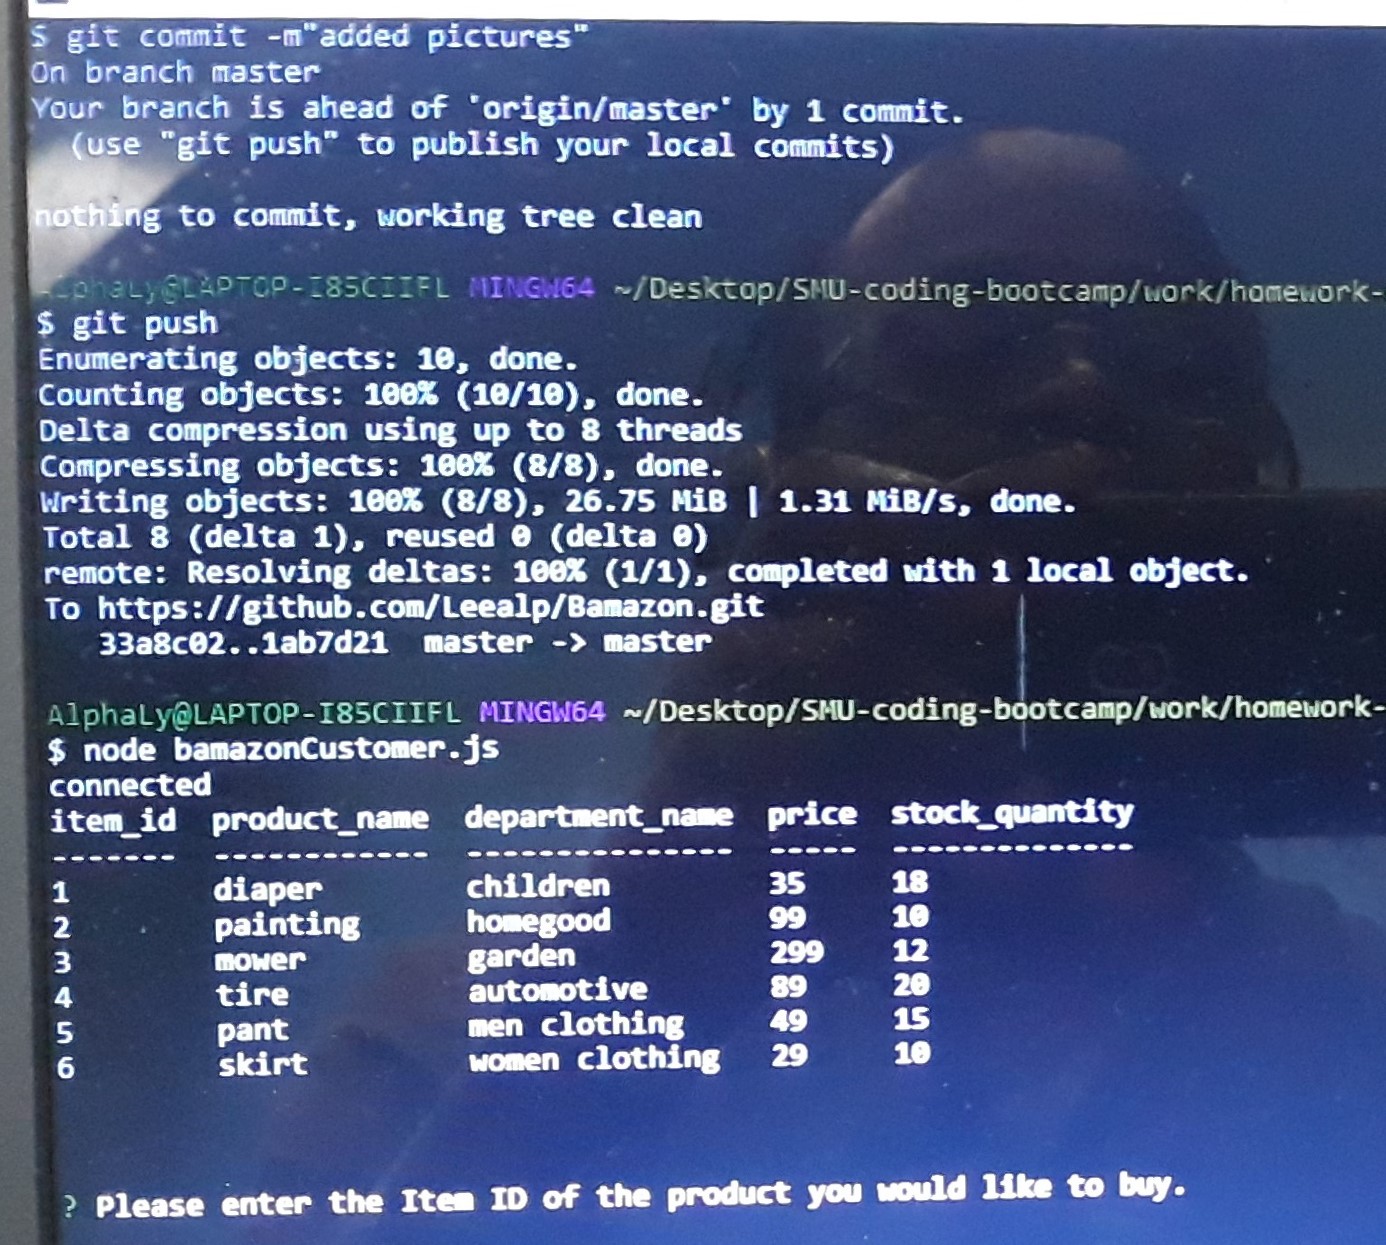 $ git commit -m"added pictures"
On branch master
Your branch is ahead of 'origin/master' by 1 commit.
(use "git push" to publish your local commits)
nothing to commit, working tree clean
AlphaLy@LAPTOP-I85CIIFL MINGW64 ~/Desktop/SMU-coding-bootcamp/work/homework-
$ git push
Enumerating objects: 10, done.
Counting objects: 100% (10/10), done.
Delta compression using up to 8 threads
Compressing objects: 100% (8/8), done.
Writing objects: 100% (8/8), 26.75 MiB | 1.31 MiB/s, done.
Total 8 (delta 1), reused 0 (delta 0)
remote: Resolving deltas: 100% (1/1), completed with 1 local object.
To https://github.com/Leealp/Bamazon.git
33a8c02..1ab7d21 master -> master
AlphaLy@LAPTOP-I85CIIFL MINGW64 ~/Desktop/SMU-coding-bootcamp/work/homework-
$ node bamazonCustomer.js
connected
item_id product_name department_name price stock_quantity
------- ------------ --------------- ----- --------------
1 diaper children 35 18
2 painting homegood 99 10
3 mower garden 299 12
4 tire automotive 89 20
5 pant men clothing 49 15
6 skirt women clothing 29 10
? Please enter the Item ID of the product you would like to buy.